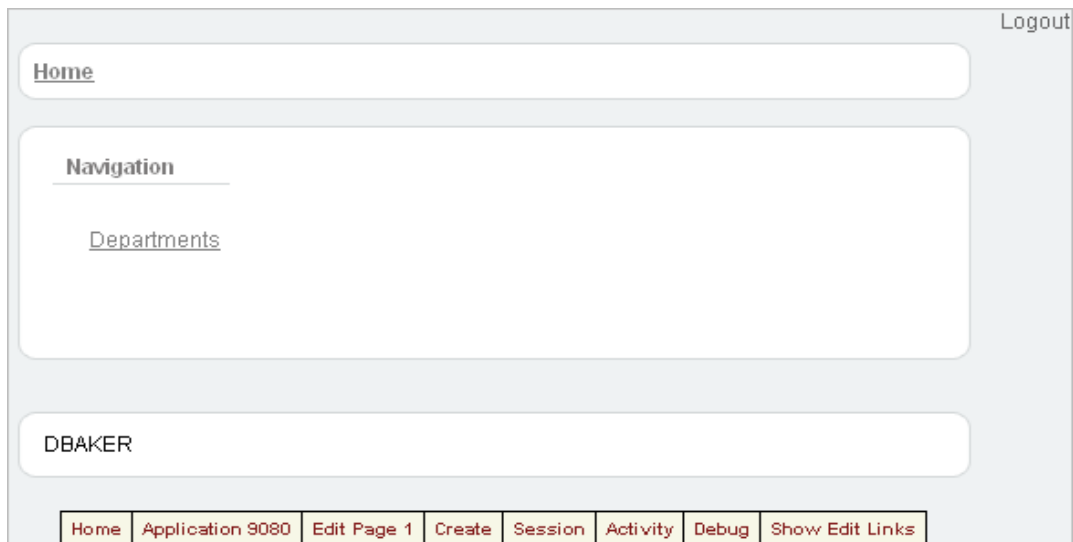 Logout
Home
Navigation
Departments
DBAKER
Home Application 9080 Edit Page 1 Create Session Activity Debug Show Edit Links